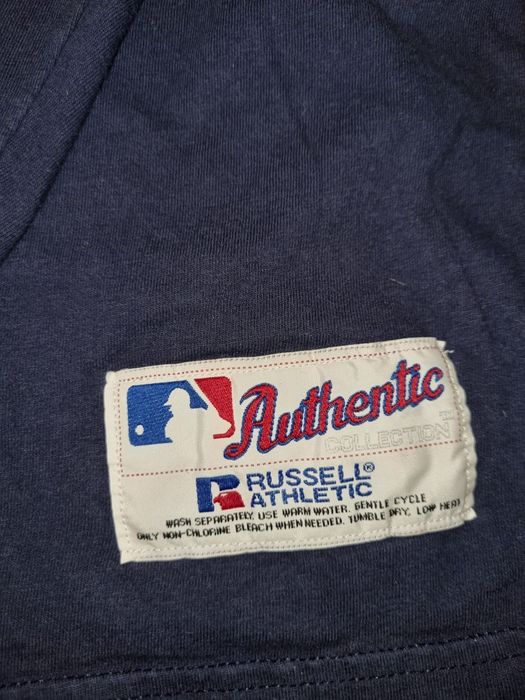 Authentic
COLLECTION™
R RUSSELL®
ATHLETIC
WASH SEPARATELY, USE WARM WATER, GENTLE CYCLE
ONLY NON-CHLORINE BLEACH WHEN NEEDED. TUMBLE DRY, LOW HEAT